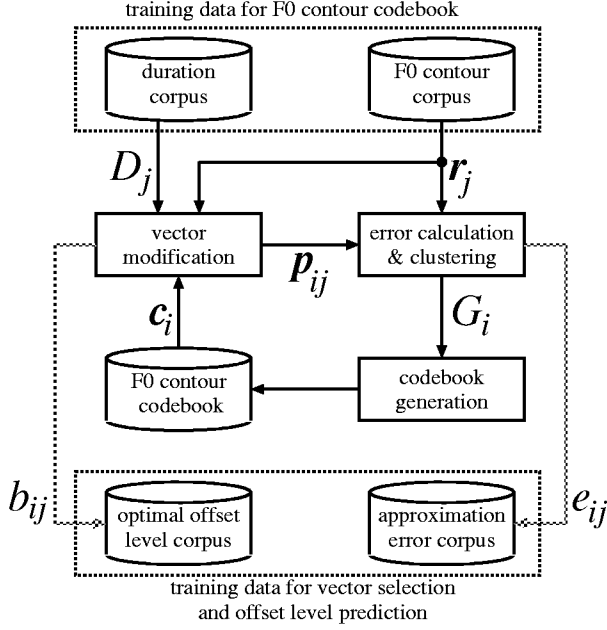 training data for F0 contour codebook
duration
corpus
F0 contour
corpus
D_j
r_j
vector
modification
p_ij
error calculation
& clustering
c_i
G_i
F0 contour
codebook
codebook
generation
b_ij
optimal offset
level corpus
approximation
error corpus
e_ij
training data for vector selection
and offset level prediction